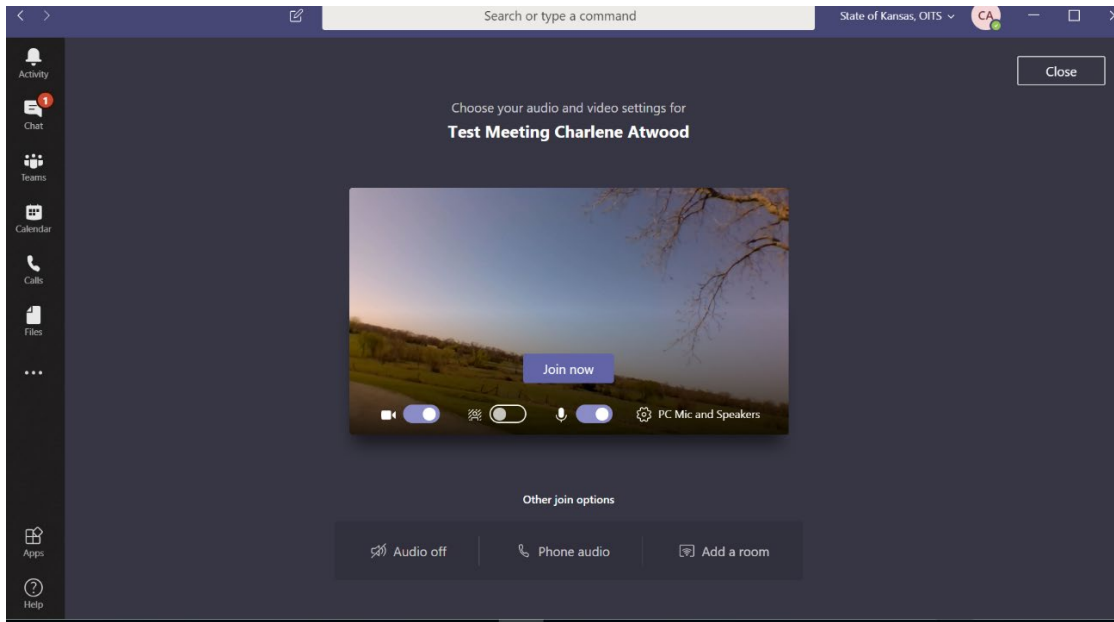 Search or type a command
State of Kansas, OITS
CA
Activity
1
Chat
Teams
Calendar
Calls
Files
Apps
Help
Close
Choose your audio and video settings for
Test Meeting Charlene Atwood
Join now
PC Mic and Speakers
Other join options
Audio off
Phone audio
Add a room